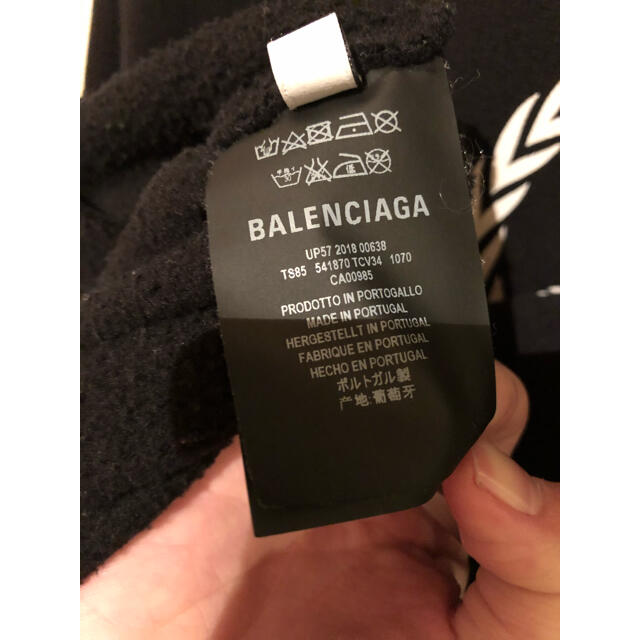 BALENCIAGA
UP57 2018 00638
TS85 541870 TCV34 1070
CA00985
PRODOTTO IN PORTOGALLO
MADE IN PORTUGAL
HERGESTELLT IN PORTUGAL
FABRIQUE EN PORTUGAL
HECHO EN PORTUGAL
ポルトガル製
产地:葡萄牙